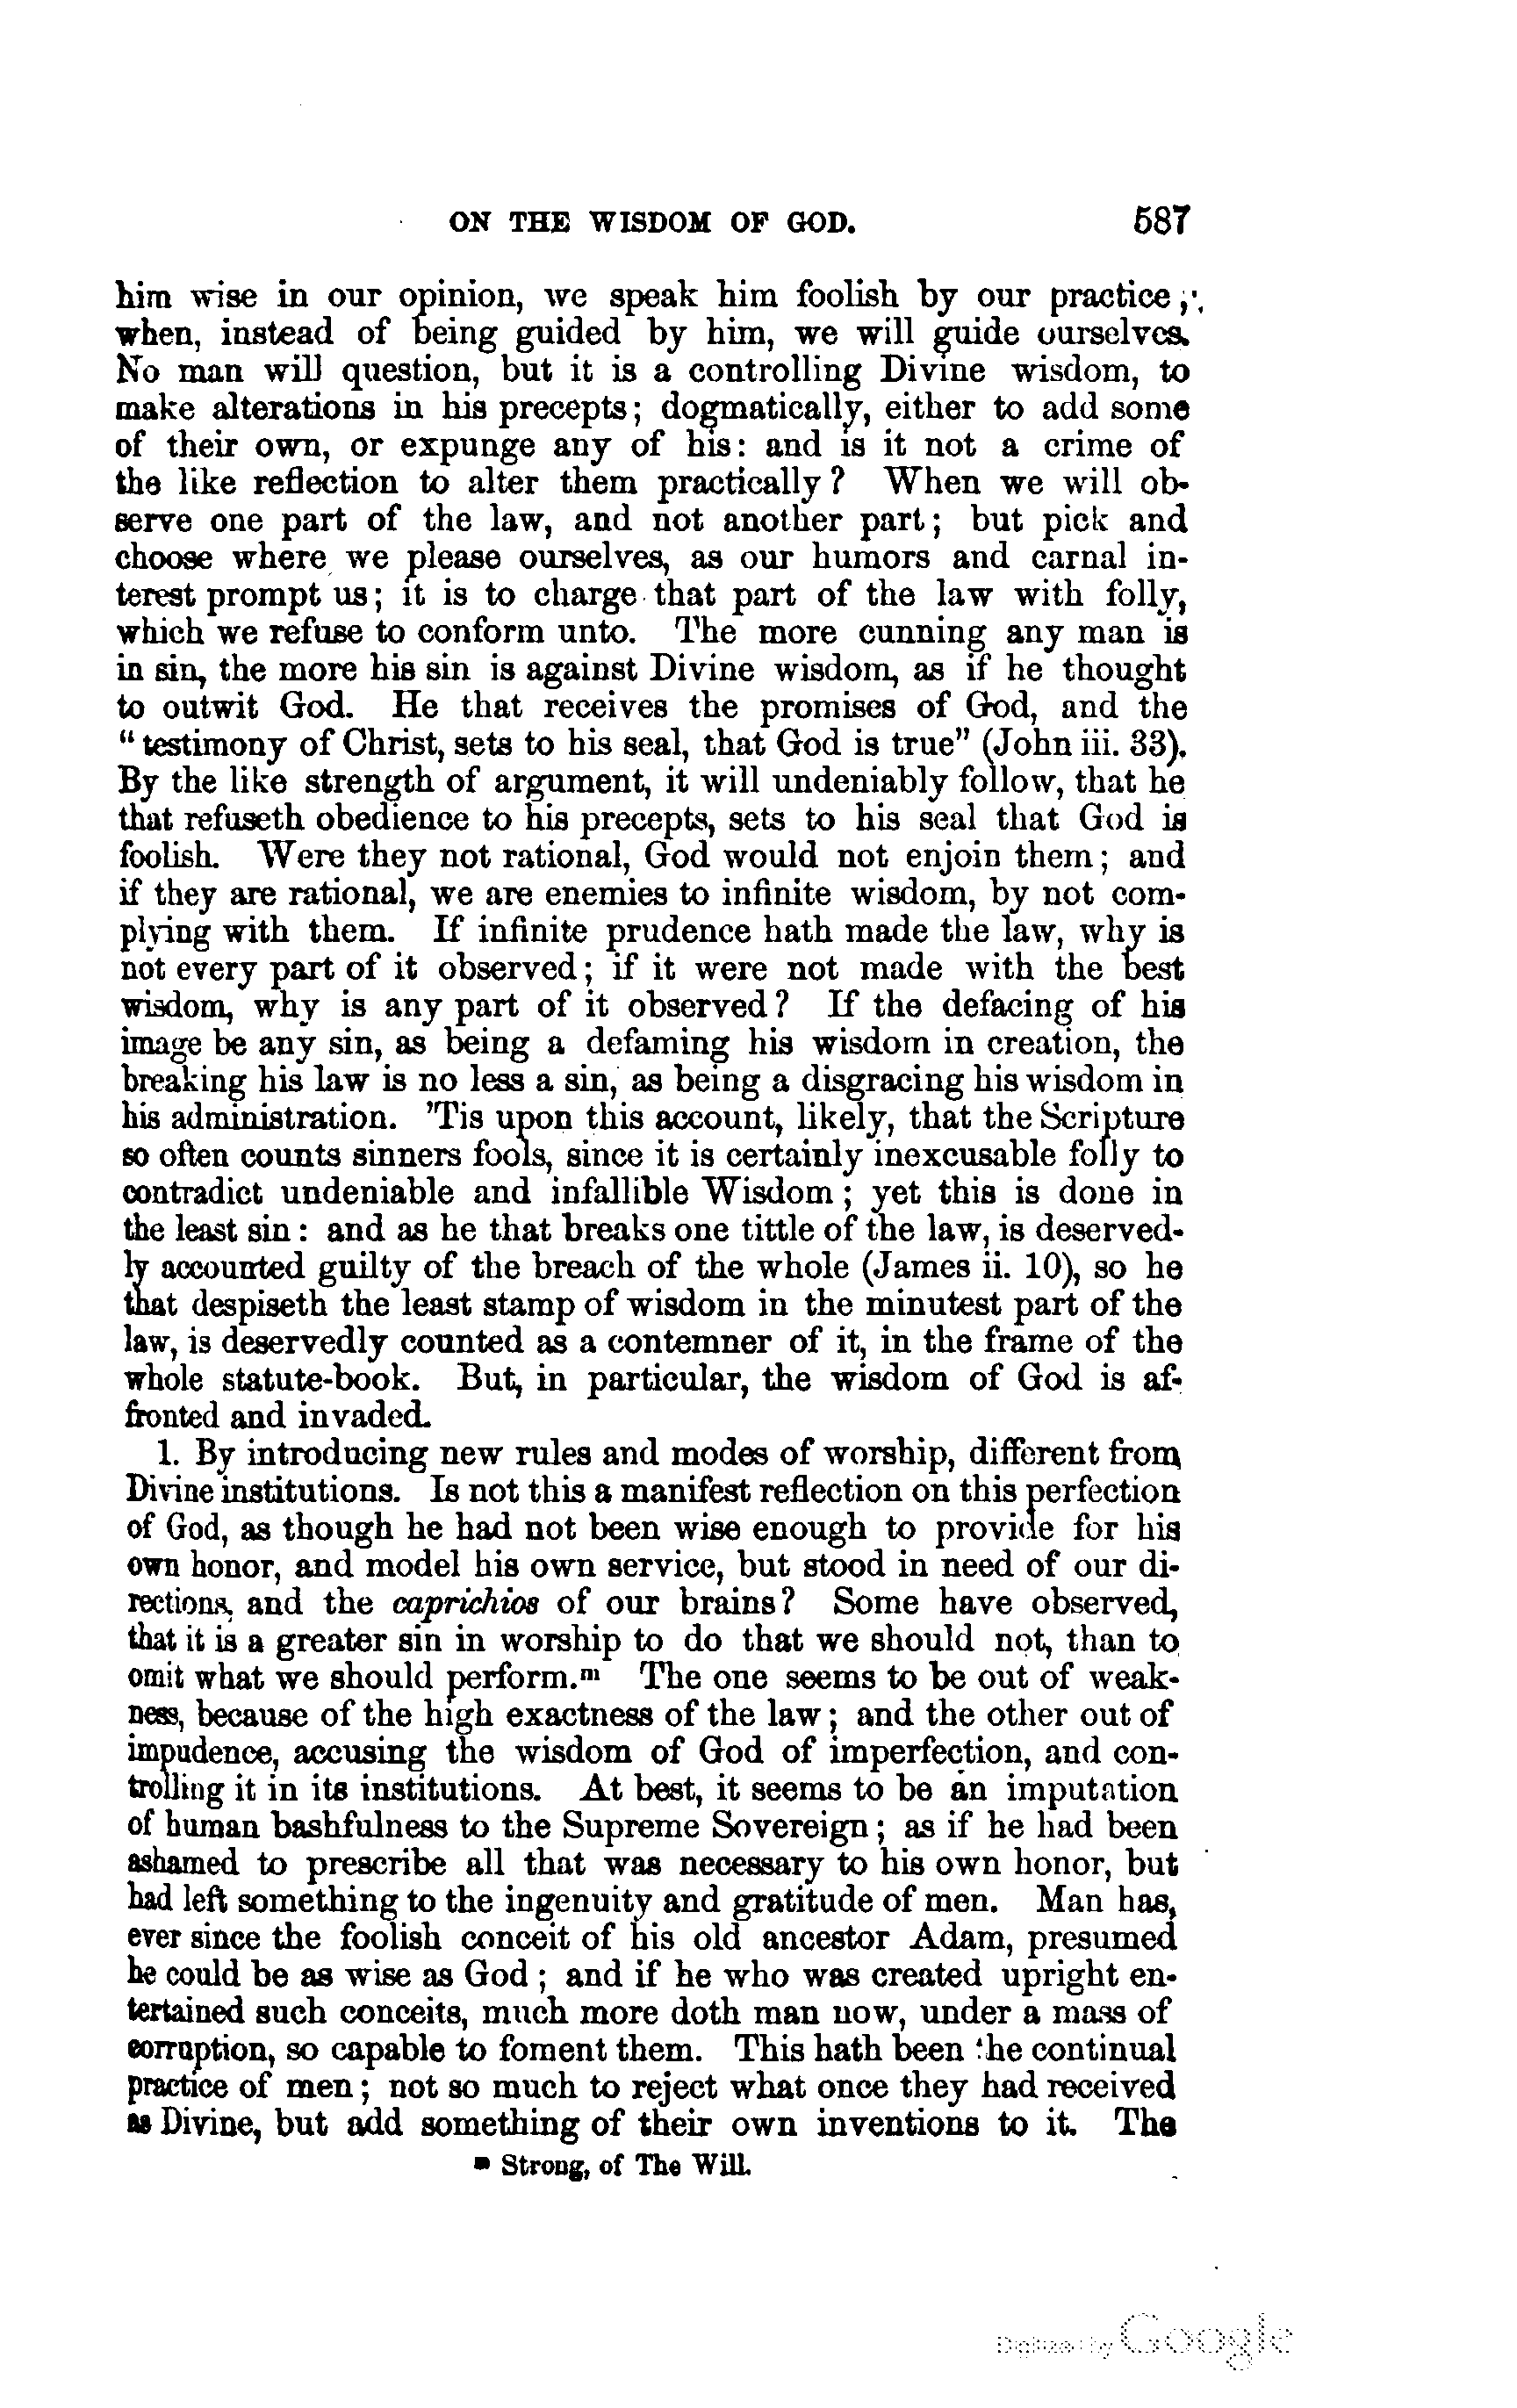 ON THE WISDOM OF GOD. 587
him wise in our opinion, we speak him foolish by our practice;
when, instead of being guided by him, we will guide ourselves.
No man will question, but it is a controlling Divine wisdom, to
make alterations in his precepts; dogmatically, either to add some
of their own, or expunge any of his: and is it not a crime of
the like reflection to alter them practically? When we will ob-
serve one part of the law, and not another part; but pick and
choose where we please ourselves, as our humors and carnal in-
terest prompt us; it is to charge that part of the law with folly,
which we refuse to conform unto. The more cunning any man is
in sin, the more his sin is against Divine wisdom, as if he thought
to outwit God. He that receives the promises of God, and the
“testimony of Christ, sets to his seal, that God is true” (John iii. 33).
By the like strength of argument, it will undeniably follow, that he
that refuseth obedience to his precepts, sets to his seal that God is
foolish. Were they not rational, God would not enjoin them; and
if they are rational, we are enemies to infinite wisdom, by not com-
plying with them. If infinite prudence hath made the law, why is
not every part of it observed; if it were not made with the best
wisdom, why is any part of it observed? If the defacing of his
image be any sin, as being a defaming his wisdom in creation, the
breaking his law is no less a sin, as being a disgracing his wisdom in
his administration. 'Tis upon this account, likely, that the Scripture
so often counts sinners fools, since it is certainly inexcusable folly to
contradict undeniable and infallible Wisdom; yet this is done in
the least sin: and as he that breaks one tittle of the law, is deserved-
ly accounted guilty of the breach of the whole (James ii. 10), so he
that despiseth the least stamp of wisdom in the minutest part of the
law, is deservedly counted as a contemner of it, in the frame of the
whole statute-book. But, in particular, the wisdom of God is af-
fronted and invaded.
1. By introducing new rules and modes of worship, different from
Divine institutions. Is not this a manifest reflection on this perfection
of God, as though he had not been wise enough to provide for his
own honor, and model his own service, but stood in need of our di-
rections, and the caprichios of our brains? Some have observed,
that it is a greater sin in worship to do that we should not, than to
omit what we should perform.m The one seems to be out of weak-
ness, because of the high exactness of the law; and the other out of
impudence, accusing the wisdom of God of imperfection, and con-
trolling it in its institutions. At best, it seems to be an imputation
of human bashfulness to the Supreme Sovereign; as if he had been
ashamed to prescribe all that was necessary to his own honor, but
had left something to the ingenuity and gratitude of men. Man has,
ever since the foolish conceit of his old ancestor Adam, presumed
he could be as wise as God; and if he who was created upright en-
tertained such conceits, much more doth man now, under a mass of
corruption, so capable to foment them. This hath been the continual
practice of men; not so much to reject what once they had received
as Divine, but add something of their own inventions to it. The
m Strong, of The Will.
Digitized by Google